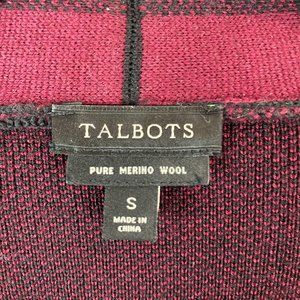 TALBOTS
PURE MERINO WOOL
S
MADE IN
CHINA